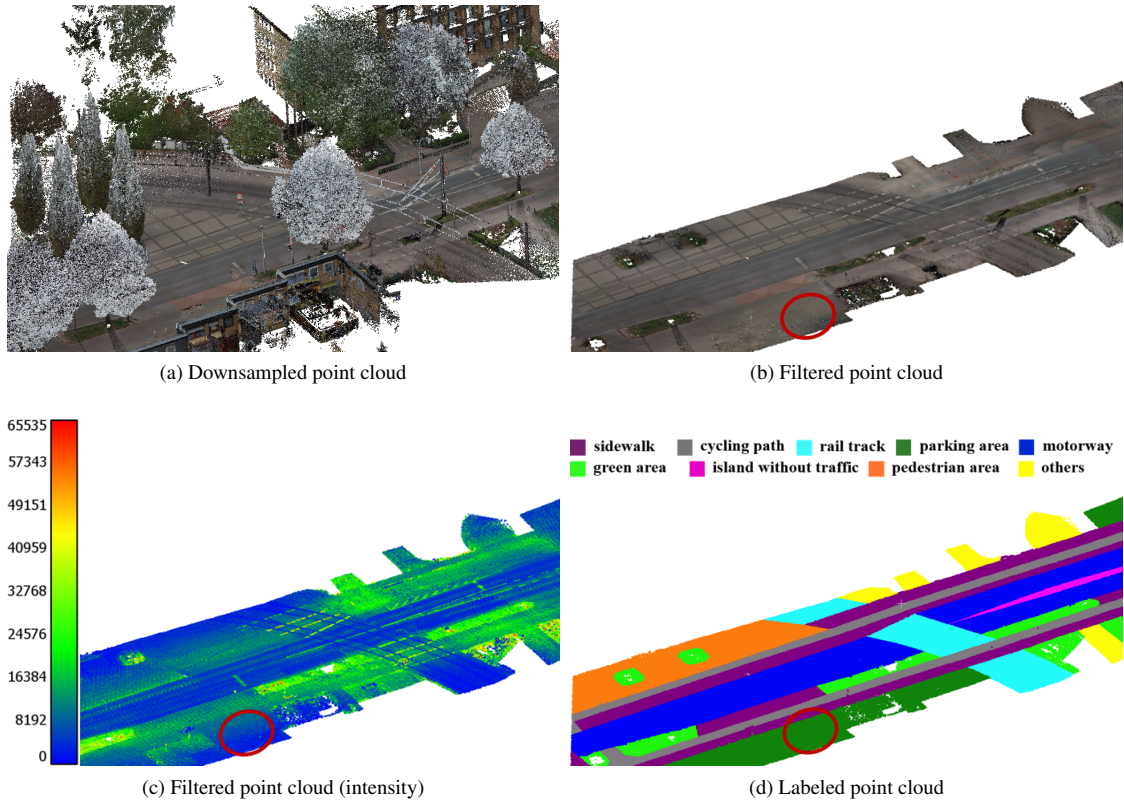 (a) Downsampled point cloud
(b) Filtered point cloud
65535
57343
49151
40959
32768
24576
16384
8192
0
(c) Filtered point cloud (intensity)
sidewalk cycling path rail track parking area motorway
green area island without traffic pedestrian area others
(d) Labeled point cloud